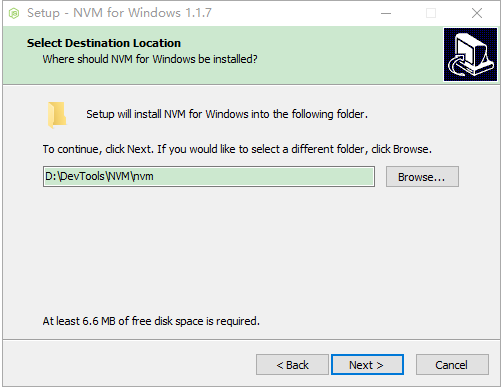 Setup - NVM for Windows 1.1.7
Select Destination Location
Where should NVM for Windows be installed?
Setup will install NVM for Windows into the following folder.
To continue, click Next. If you would like to select a different folder, click Browse.
D:\DevTools\NVM\nvm
Browse...
At least 6.6 MB of free disk space is required.
< Back
Next >
Cancel